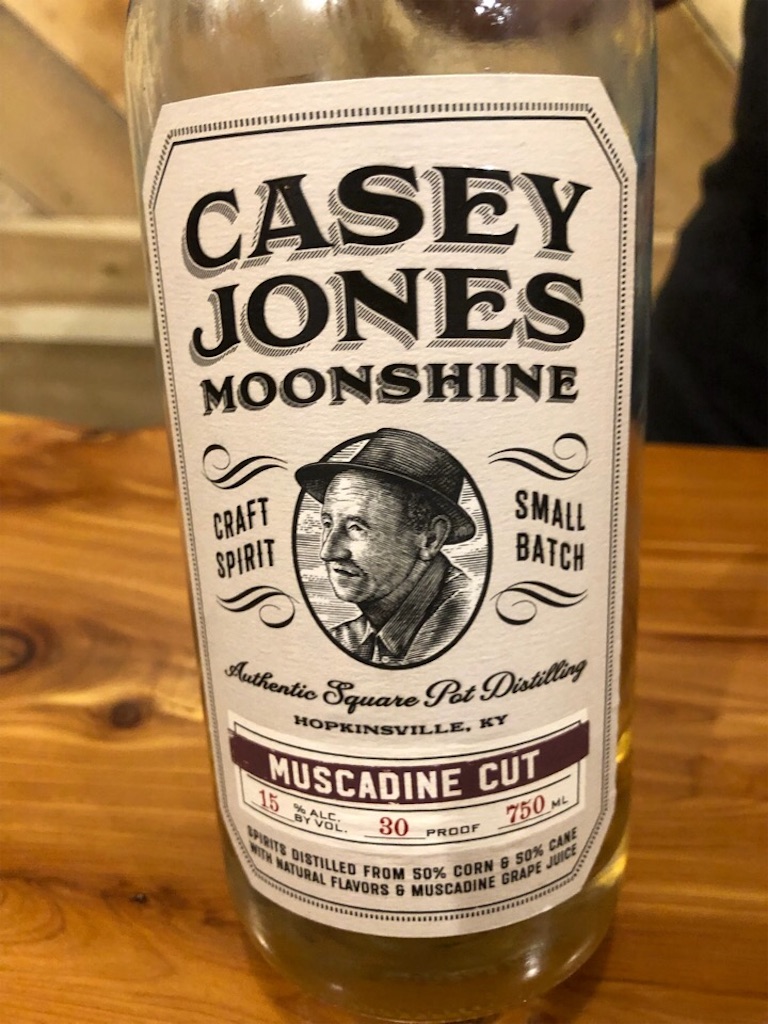 CASEY
JONES
MOONSHINE
CRAFT
SPIRIT
SMALL
BATCH
Authentic Square Pot Distilling
HOPKINSVILLE, KY
MUSCADINE CUT
15 % ALC. BY VOL. 30 PROOF 750 ML
SPIRITS DISTILLED FROM 50% CORN & 50% CANE
WITH NATURAL FLAVORS & MUSCADINE GRAPE JUICE